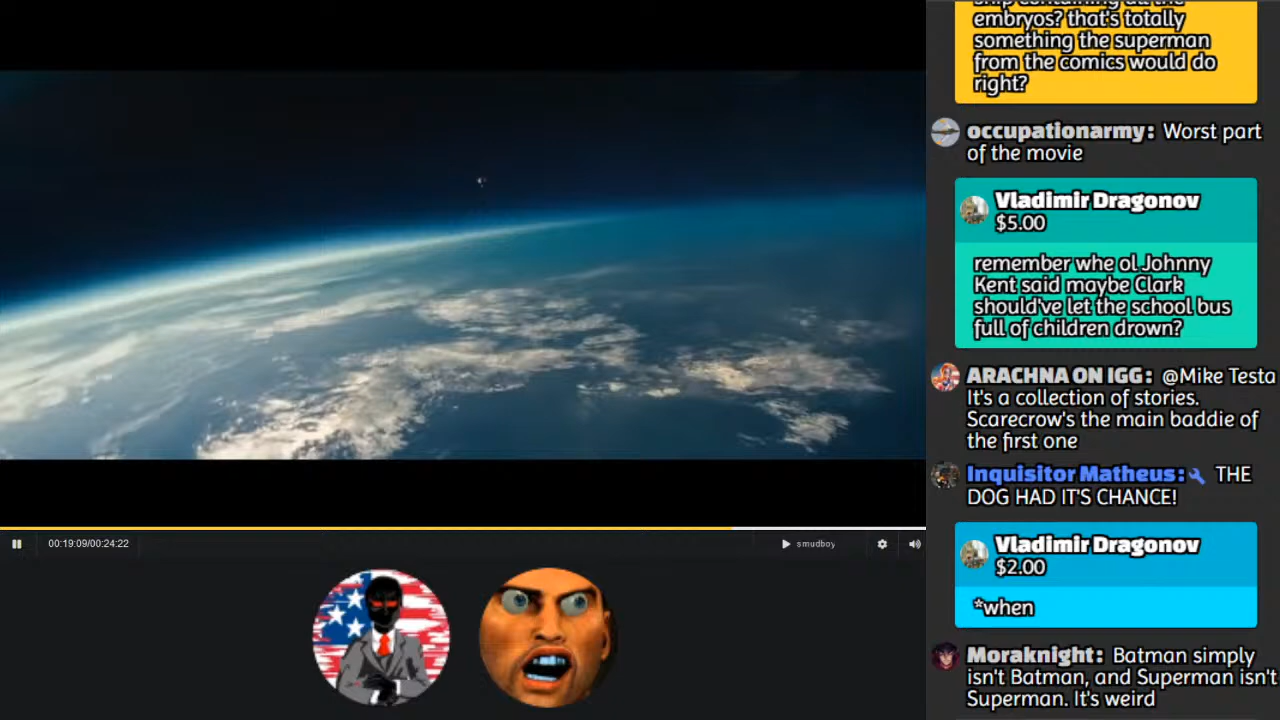 embryos? that's totally
something the superman
from the comics would do
right?
occupationarmy: Worst part
of the movie
Vladimir Dragonov
$5.00
remember whe ol Johnny
Kent said maybe Clark
should've let the school bus
full of children drown?
ARACHNA ON IGG: @Mike Testa
It's a collection of stories.
Scarecrow's the main baddie of
the first one
Inquisitor Matheus: THE
DOG HAD IT'S CHANCE!
Vladimir Dragonov
$2.00
*when
Moraknight: Batman simply
isn't Batman, and Superman isn't
Superman. It's weird
00:19:09/00:24:22
smudboy